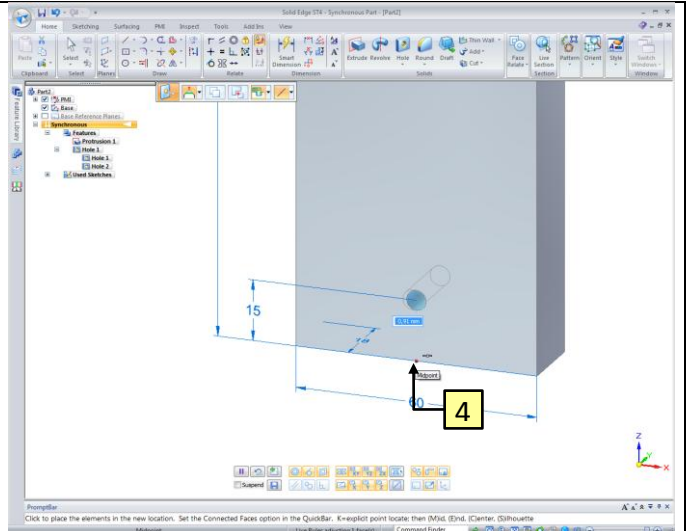 Solid Edge ST4 - Synchronous Part - [Part2]
Home Sketching Surfacing PMI Inspect Tools Add Ins View
Paste Select Planes Smart Dimension Extrude Revolve Hole Round Draft Thin Wall Add Cut Face Relate Live Section Pattern Orient Style Switch Windows
Clipboard Select Planes Draw Relate Dimension Solids Section Window
Feature Library
Part2
PMI
Base
Base Reference Planes
Synchronous
Features
Protrusion 1
Hole 1
Hole 1
Hole 2
Used Sketches
15
0,91 mm
Midpoint
60
4
Z
Y
X
Suspend
PromptBar
Click to place the elements in the new location. Set the Connected Faces option in the QuickBar. K=explicit point locate; then (M)id, (E)nd, (C)enter, (S)ilhouette
Midpoint Command Finder